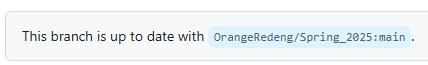 This branch is up to date with OrangeRedeng/Spring_2025:main .